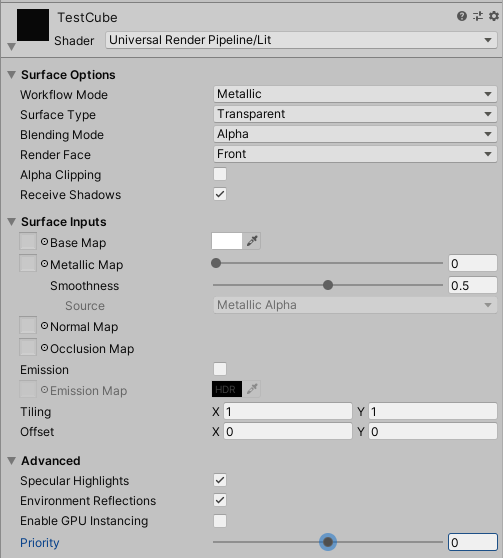 TestCube
Shader Universal Render Pipeline/Lit
Surface Options
Workflow Mode Metallic
Surface Type Transparent
Blending Mode Alpha
Render Face Front
Alpha Clipping
Receive Shadows
Surface Inputs
Base Map
Metallic Map 0
Smoothness 0.5
Source Metallic Alpha
Normal Map
Occlusion Map
Emission
Emission Map HDR
Tiling X 1 Y 1
Offset X 0 Y 0
Advanced
Specular Highlights
Environment Reflections
Enable GPU Instancing
Priority 0